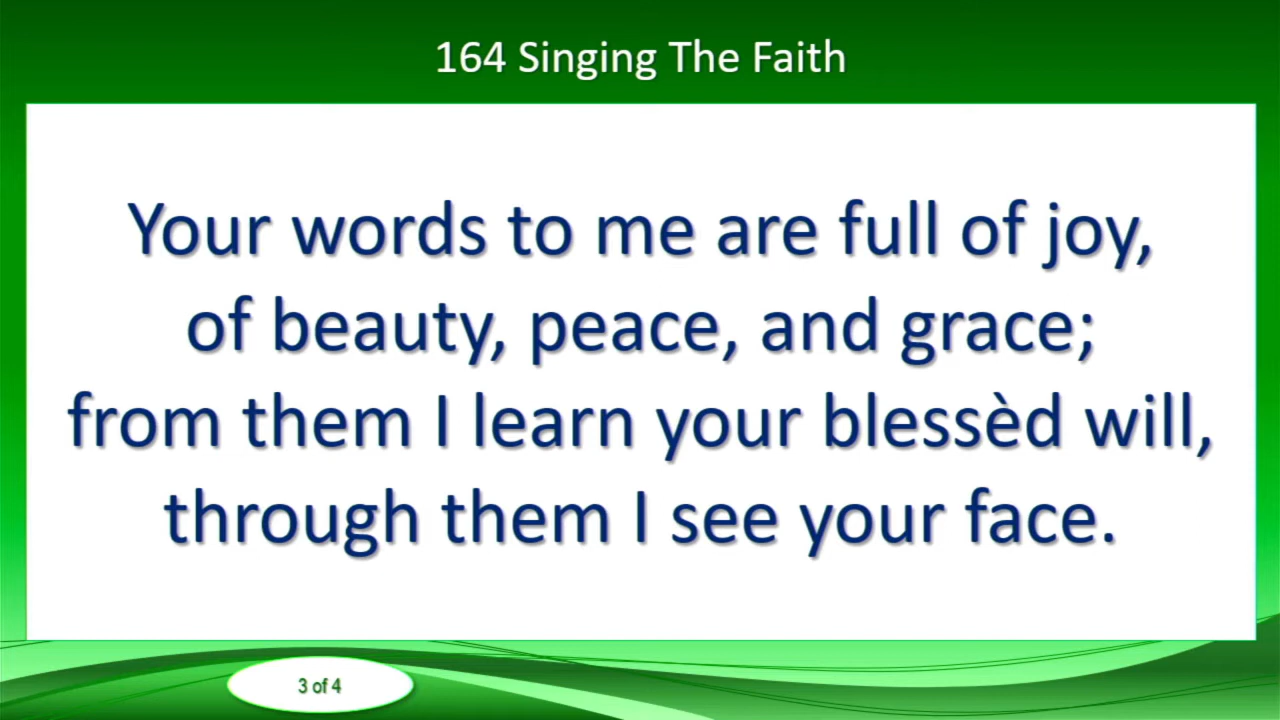 164 Singing The Faith
Your words to me are full of joy,
of beauty, peace, and grace;
from them I learn your blessèd will,
through them I see your face.
3 of 4